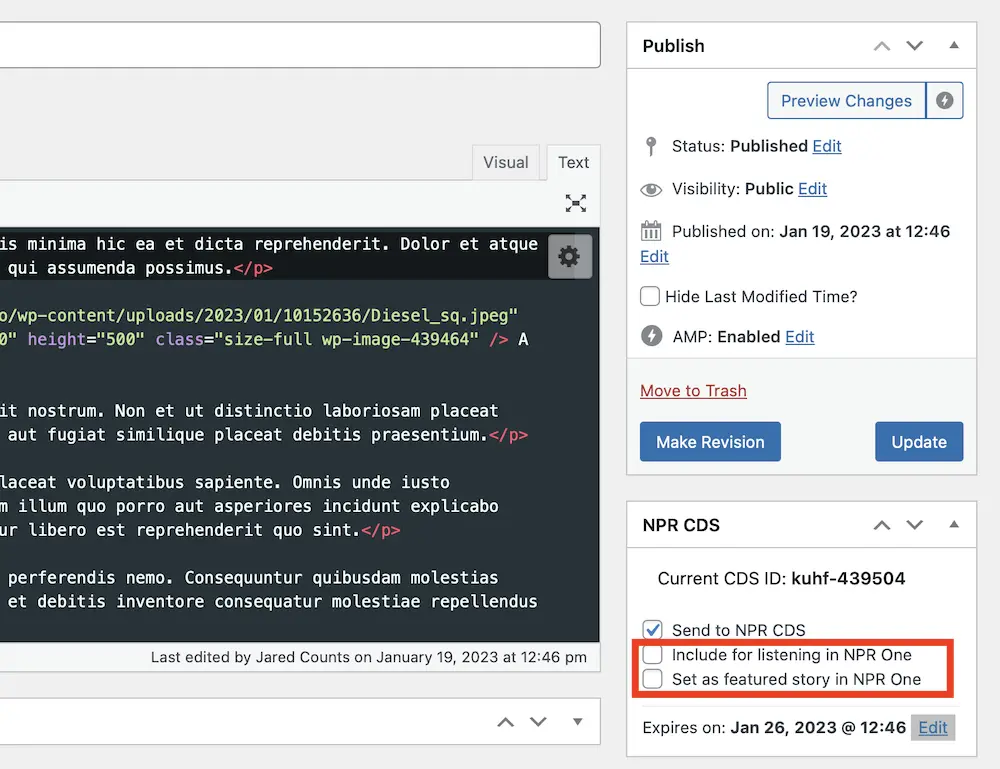 Visual
Text
is minima hic ea et dicta reprehenderit. Dolor et atque
qui assumenda possimus.</p>
o/wp-content/uploads/2023/01/10152636/Diesel_sq.jpeg"
0" height="500" class="size-full wp-image-439464" /> A
it nostrum. Non et ut distinctio laboriosam placeat
aut fugiat similique placeat debitis praesentium.</p>
laceat voluptatibus sapiente. Omnis unde iusto
m illum quo porro aut asperiores incidunt explicabo
ur libero est reprehenderit quo sint.</p>
perferendis nemo. Consequuntur quibusdam molestias
et debitis inventore consequatur molestiae repellendus
Last edited by Jared Counts on January 19, 2023 at 12:46 pm
Publish
Preview Changes
Status: Published Edit
Visibility: Public Edit
Published on: Jan 19, 2023 at 12:46
Edit
Hide Last Modified Time?
AMP: Enabled Edit
Move to Trash
Make Revision
Update
NPR CDS
Current CDS ID: kuhf-439504
Send to NPR CDS
Include for listening in NPR One
Set as featured story in NPR One
Expires on: Jan 26, 2023 @ 12:46 Edit